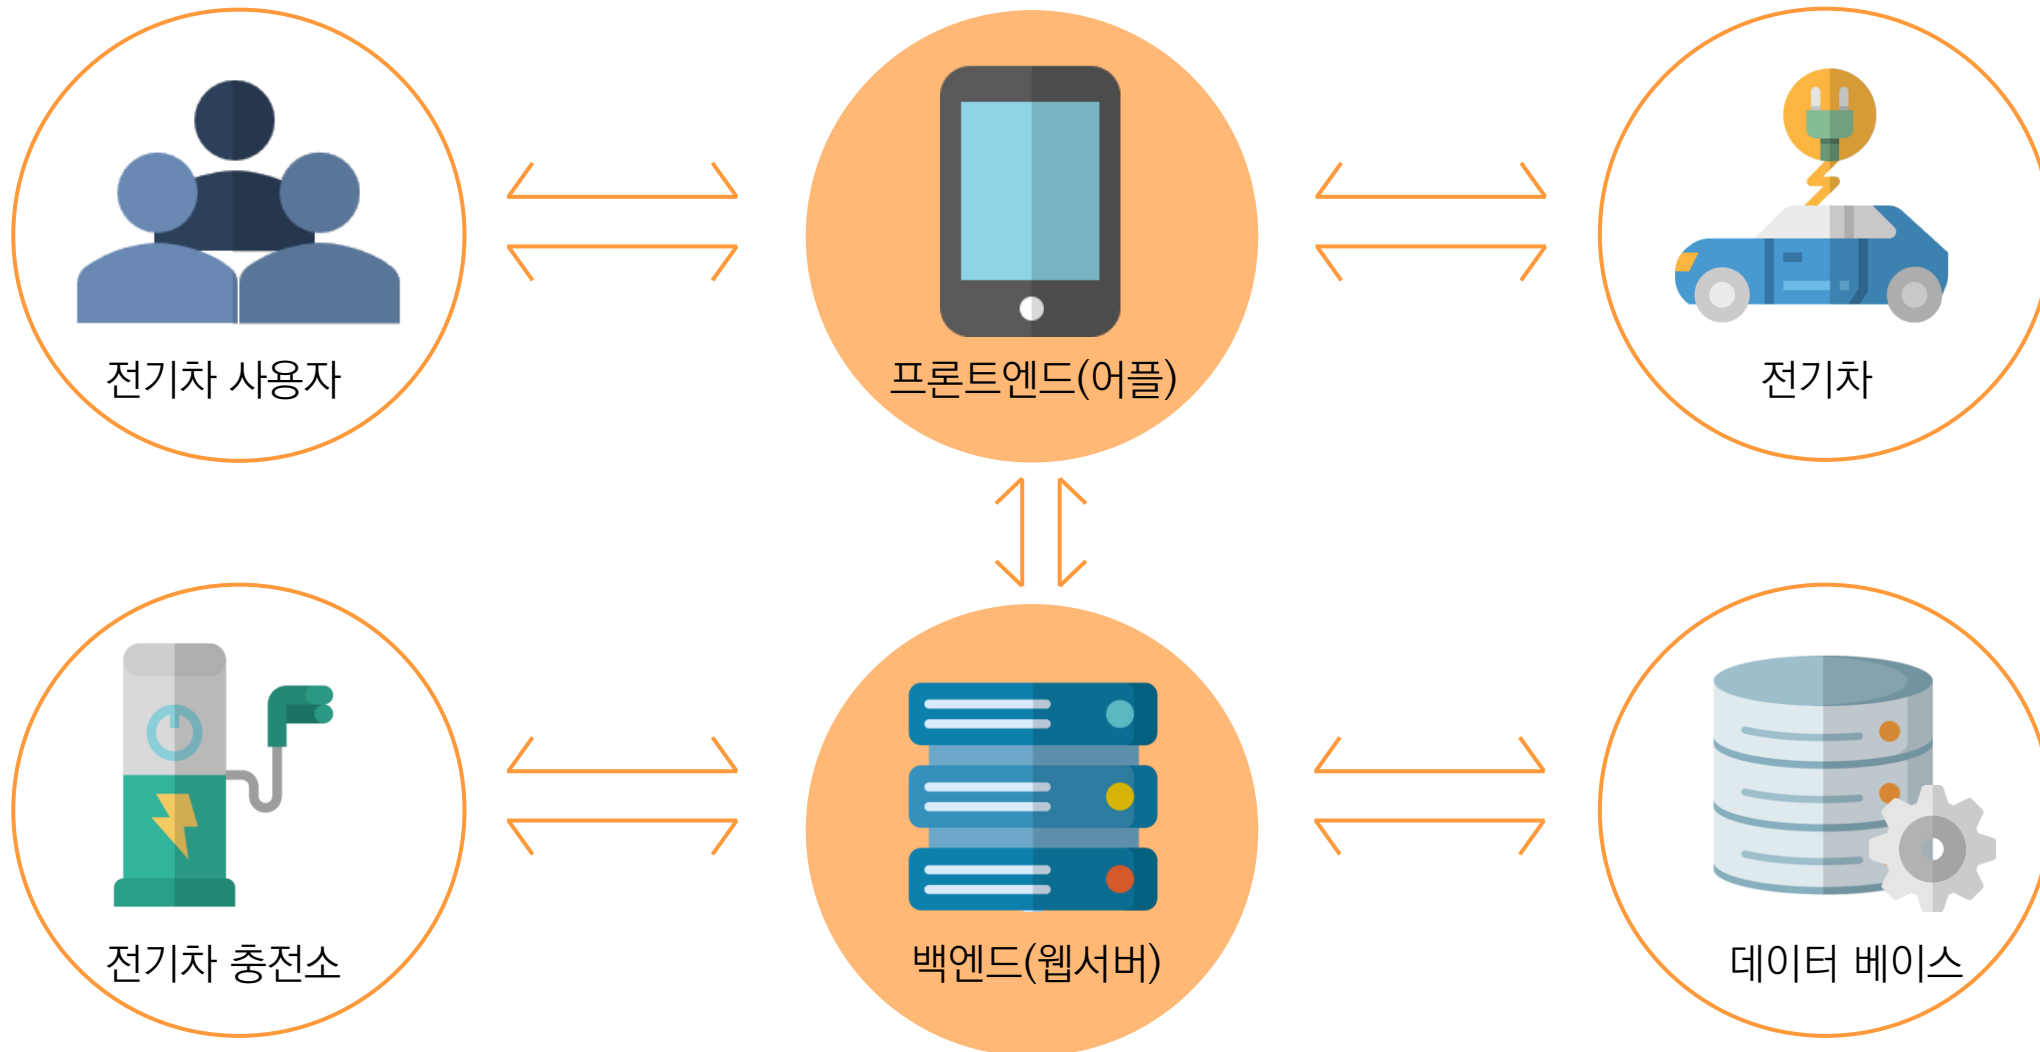 전기차 사용자
프론트엔드(어플)
전기차
전기차 충전소
백엔드(웹서버)
데이터 베이스